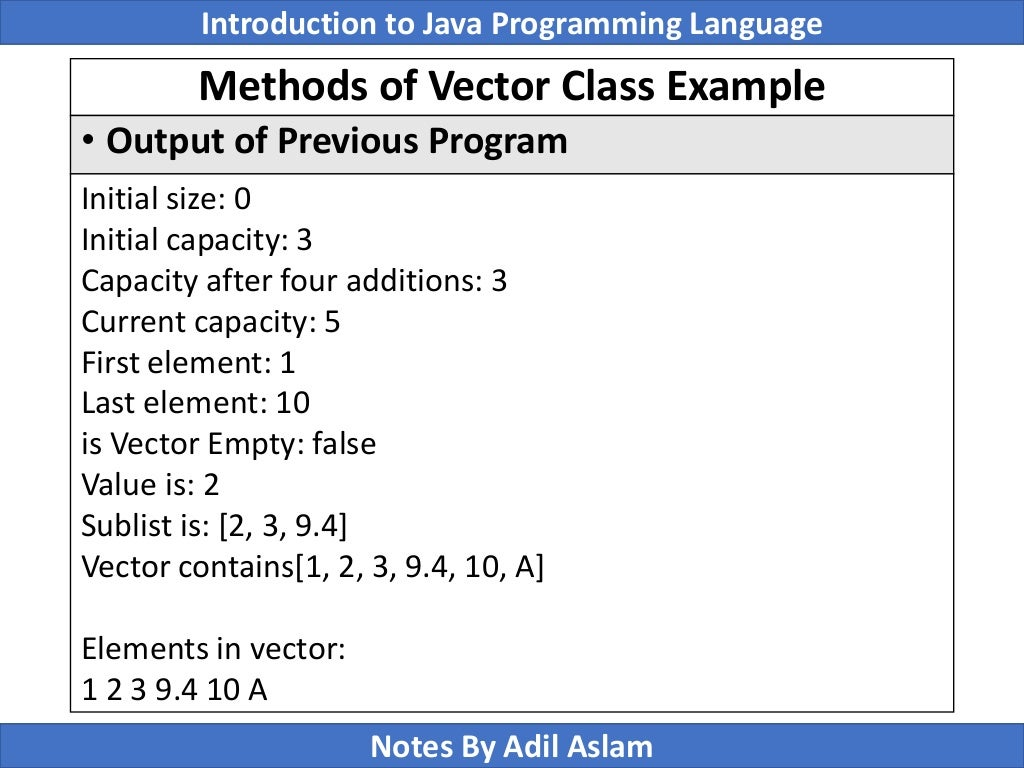 Introduction to Java Programming Language
Methods of Vector Class Example
• Output of Previous Program
Initial size: 0
Initial capacity: 3
Capacity after four additions: 3
Current capacity: 5
First element: 1
Last element: 10
is Vector Empty: false
Value is: 2
Sublist is: [2, 3, 9.4]
Vector contains[1, 2, 3, 9.4, 10, A]
Elements in vector:
1 2 3 9.4 10 A
Notes By Adil Aslam